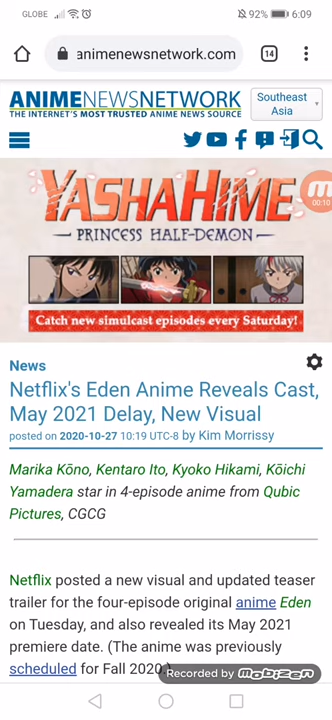 GLOBE 92% 6:09
animenewsnetwork.com 14
ANIMENEWSNETWORK
THE INTERNET'S MOST TRUSTED ANIME NEWS SOURCE
Southeast
Asia
YASHAHIME
PRINCESS HALF-DEMON
00:10
Catch new simulcast episodes every Saturday!
News
Netflix's Eden Anime Reveals Cast,
May 2021 Delay, New Visual
posted on 2020-10-27 10:19 UTC-8 by Kim Morrissy
Marika Kōno, Kentaro Ito, Kyoko Hikami, Kōichi
Yamadera star in 4-episode anime from Qubic
Pictures, CGCG
Netflix posted a new visual and updated teaser
trailer for the four-episode original anime Eden
on Tuesday, and also revealed its May 2021
premiere date. (The anime was previously
scheduled for Fall 2020.)
Recorded by MOBIZEN